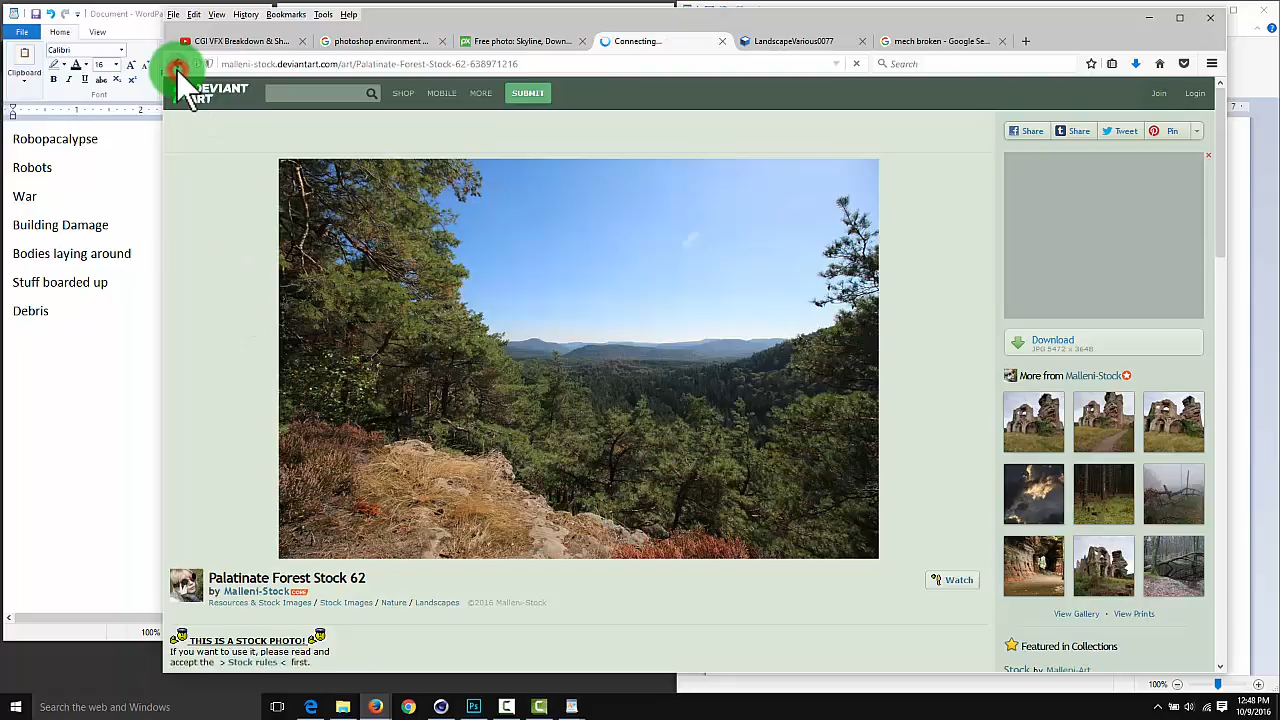 Document - WordPa
File Edit View History Bookmarks Tools Help
CGI VFX Breakdown & Sh...
photoshop environment ...
Free photo: Skyline, Down...
Connecting...
LandscapeVarious0077
mech broken - Google Se...
malleni-stock.deviantart.com/art/Palatinate-Forest-Stock-62-638971216
Search
File Home View
Calibri
16
Clipboard
Font
DEVIANT ART
SHOP MOBILE MORE SUBMIT
Join Login
Share Share Tweet Pin
Robopacalypse
Robots
War
Building Damage
Bodies laying around
Stuff boarded up
Debris
Download
JPG 5472 x 3648
More from Malleni-Stock
View Gallery • View Prints
Featured in Collections
Stock by Malleni-Art
Palatinate Forest Stock 62
by Malleni-Stock CORE
Resources & Stock Images / Stock Images / Nature / Landscapes ©2016 Malleni-Stock
Watch
THIS IS A STOCK PHOTO!
If you want to use it, please read and
accept the > Stock rules < first.
100%
100%
Search the web and Windows
12:48 PM
10/9/2016